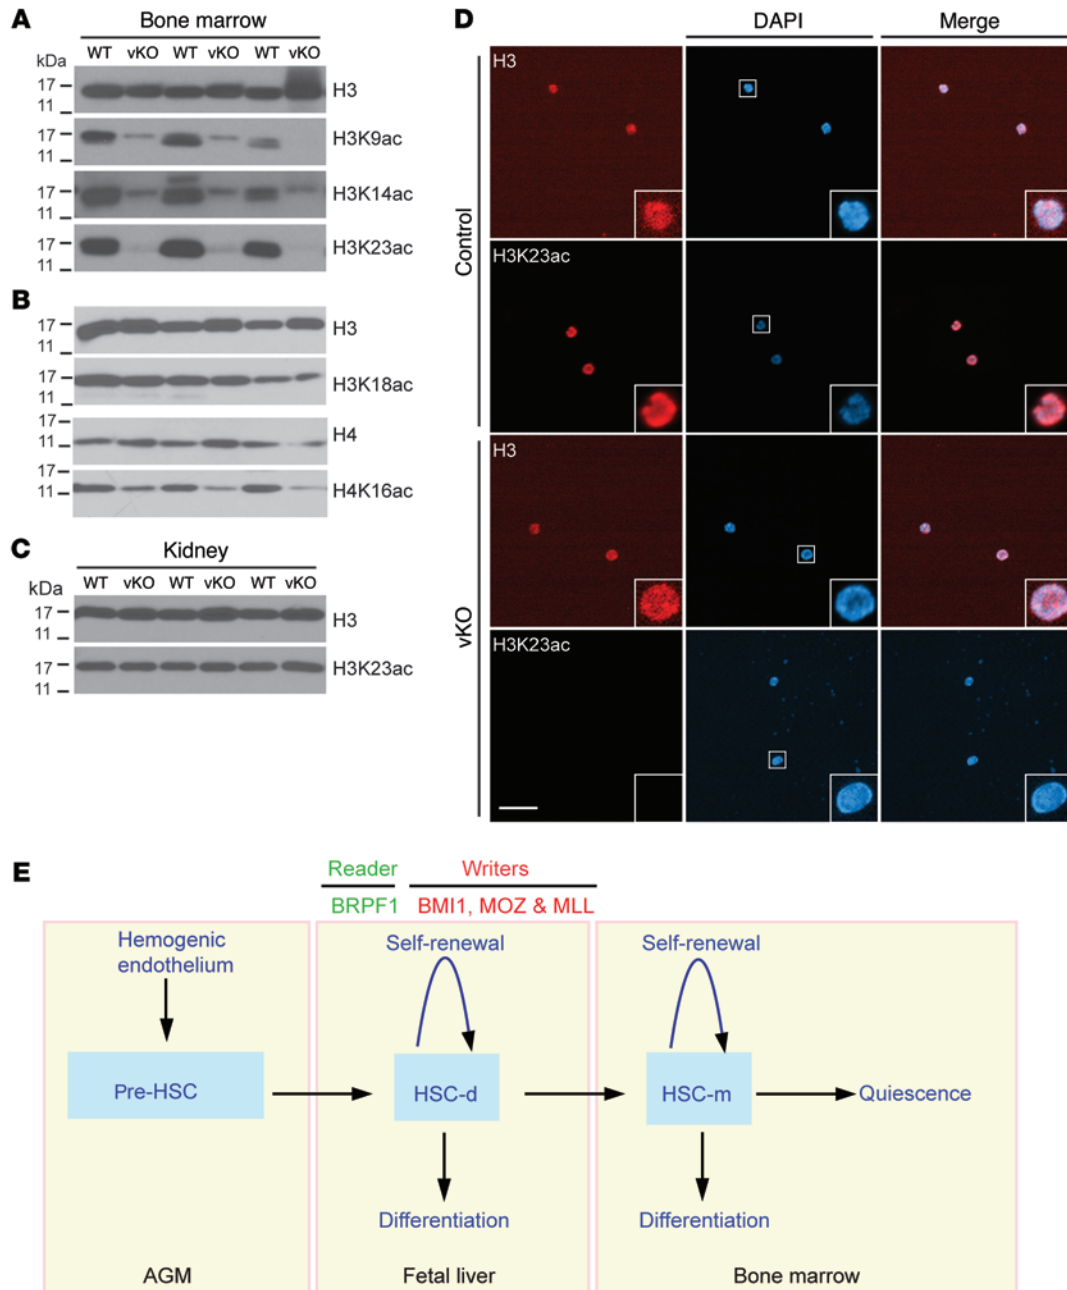 A
Bone marrow
WT vKO WT vKO WT vKO
kDa
17
11
H3
17
11
H3K9ac
17
11
H3K14ac
17
11
H3K23ac
B
17
11
H3
17
11
H3K18ac
17
11
H4
17
11
H4K16ac
C
Kidney
WT vKO WT vKO WT vKO
kDa
17
11
H3
17
11
H3K23ac
D
DAPI Merge
Control
H3
H3K23ac
vKO
H3
H3K23ac
E
Reader Writers
BRPF1 BMI1, MOZ & MLL
Hemogenic
endothelium
Self-renewal
Self-renewal
Pre-HSC
HSC-d
HSC-m
Quiescence
Differentiation
Differentiation
AGM
Fetal liver
Bone marrow